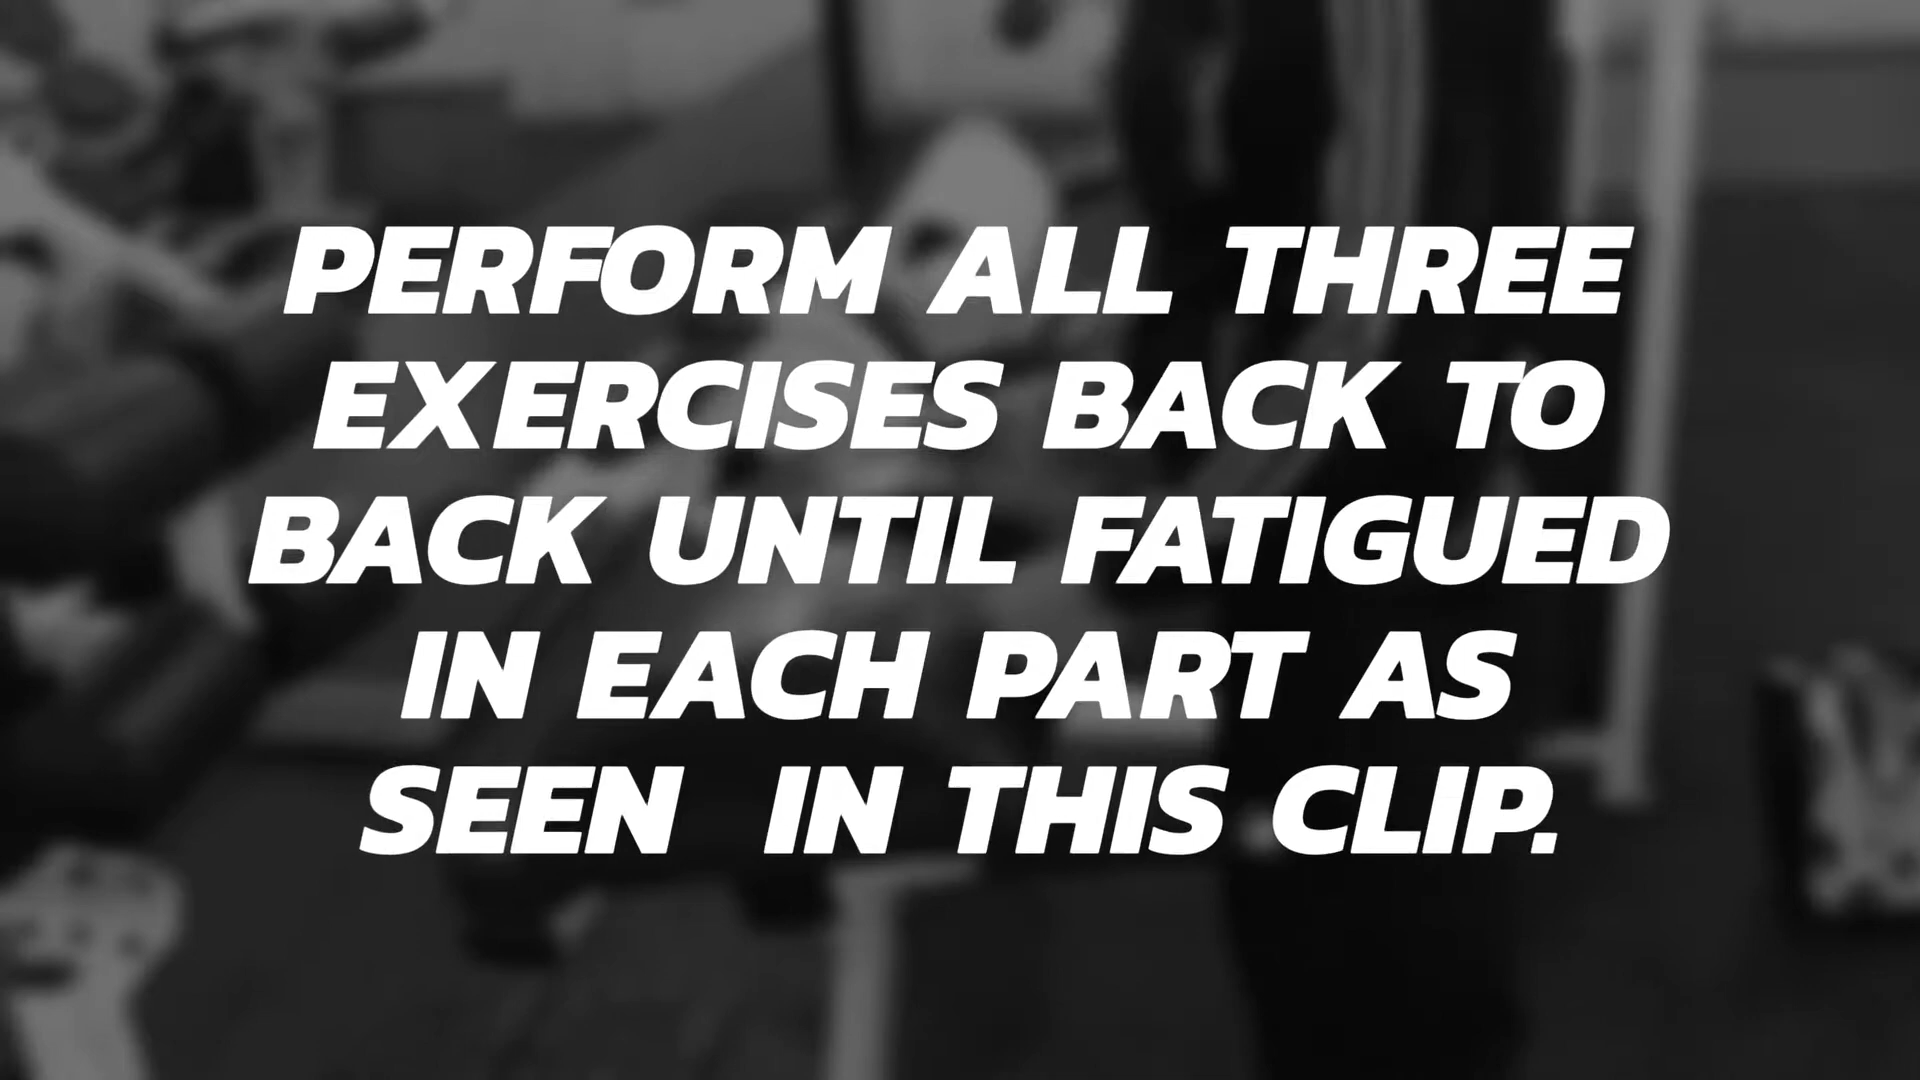 PERFORM ALL THREE
EXERCISES BACK TO
BACK UNTIL FATIGUED
IN EACH PART AS
SEEN  IN THIS CLIP.